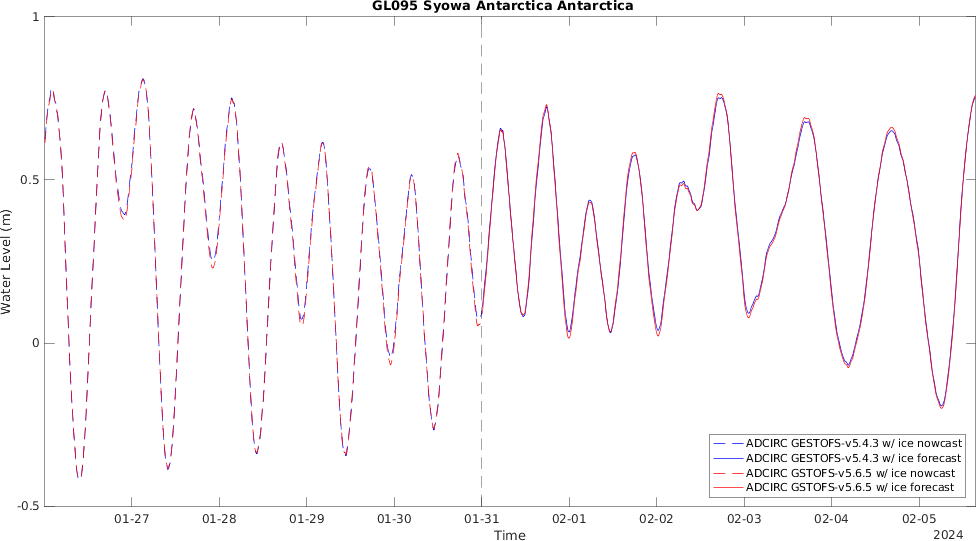 GL095 Syowa Antarctica Antarctica
1
0.5
0
-0.5
Water Level (m)
01-27
01-28
01-29
01-30
01-31
02-01
02-02
02-03
02-04
02-05
Time
2024
ADCIRC GESTOFS-v5.4.3 w/ ice nowcast
ADCIRC GESTOFS-v5.4.3 w/ ice forecast
ADCIRC GSTOFS-v5.6.5 w/ ice nowcast
ADCIRC GSTOFS-v5.6.5 w/ ice forecast